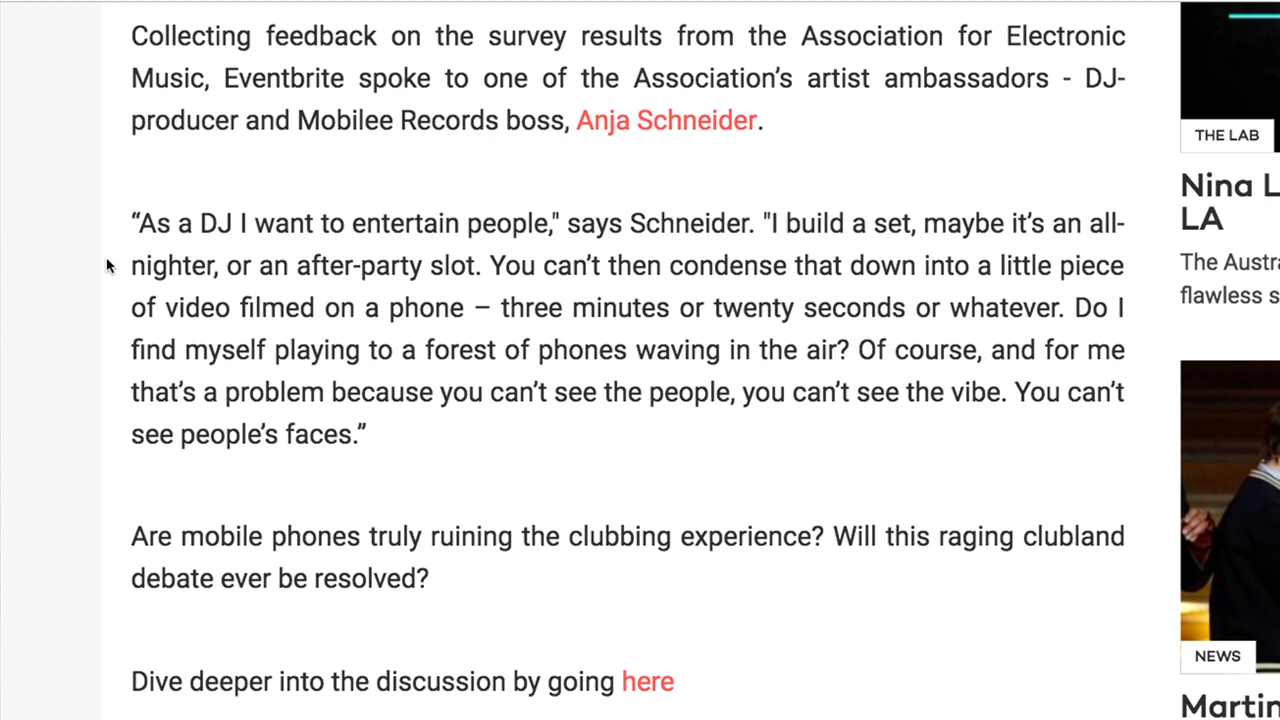 Collecting feedback on the survey results from the Association for Electronic
Music, Eventbrite spoke to one of the Association’s artist ambassadors - DJ-
producer and Mobilee Records boss, Anja Schneider.
“As a DJ I want to entertain people," says Schneider. "I build a set, maybe it’s an all-
nighter, or an after-party slot. You can’t then condense that down into a little piece
of video filmed on a phone – three minutes or twenty seconds or whatever. Do I
find myself playing to a forest of phones waving in the air? Of course, and for me
that’s a problem because you can’t see the people, you can’t see the vibe. You can’t
see people’s faces.”
Are mobile phones truly ruining the clubbing experience? Will this raging clubland
debate ever be resolved?
Dive deeper into the discussion by going here
THE LAB
Nina L
LA
The Austra
flawless s
NEWS
Martin